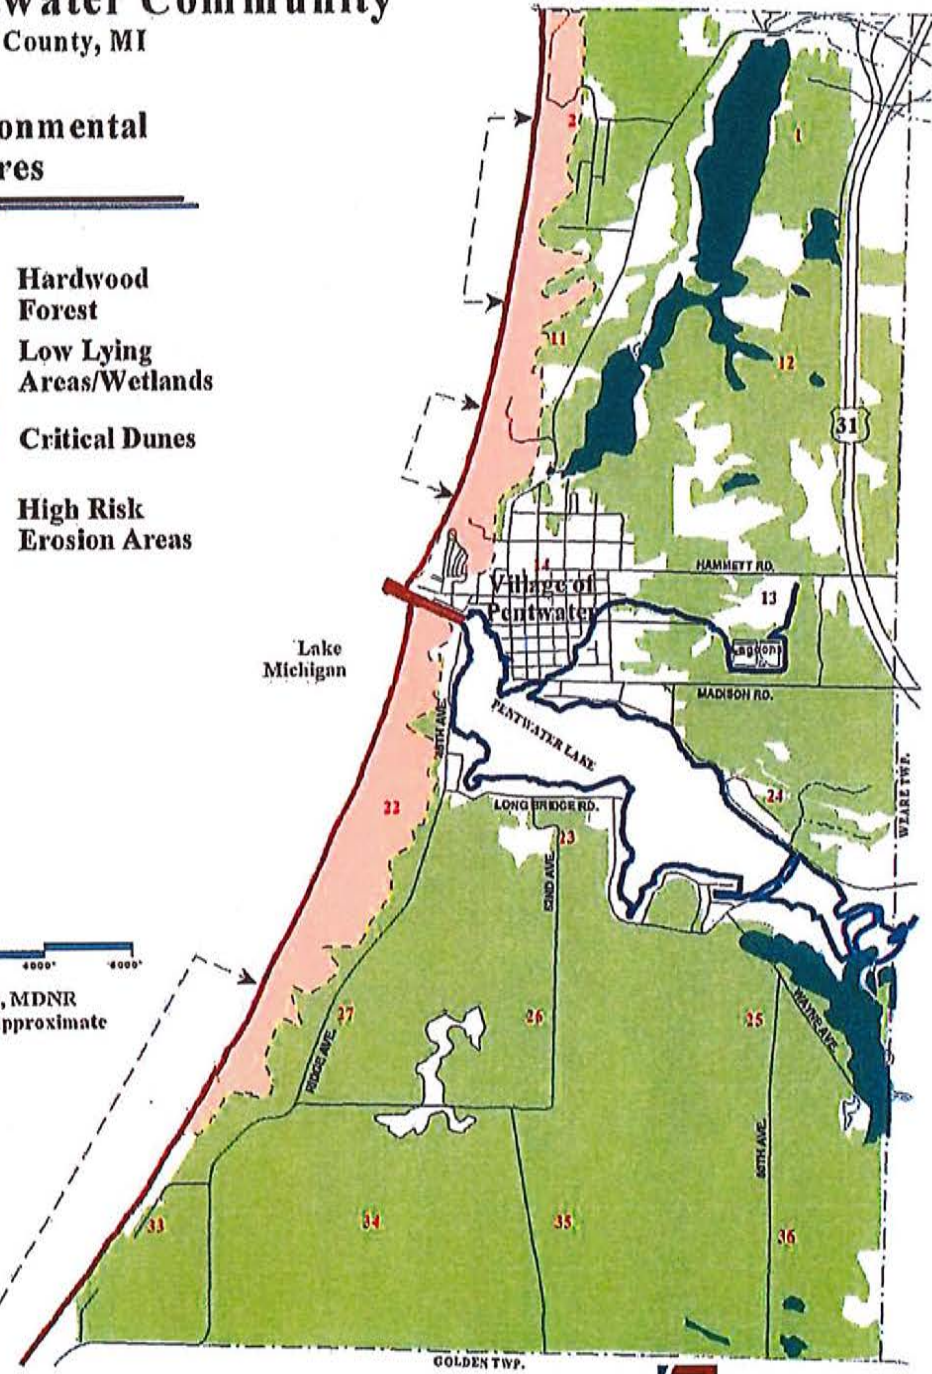 water Community
County, MI
onmental
res
Hardwood
Forest
Low Lying
Areas/Wetlands
Critical Dunes
High Risk
Erosion Areas
2
1
11
12
31
HAMMETT RD.
14
13
Village of
Pentwater
Lagoons
Lake
Michigan
MADISON RD.
PENTWATER LAKE
WEARE TWP.
22
24
LONG BRIDGE RD.
23
52ND AVE.
4000'
, MDNR
pproximate
27
26
25
WAYNE AVE.
RIDGE AVE.
33
34
35
36
GOLDEN TWP.